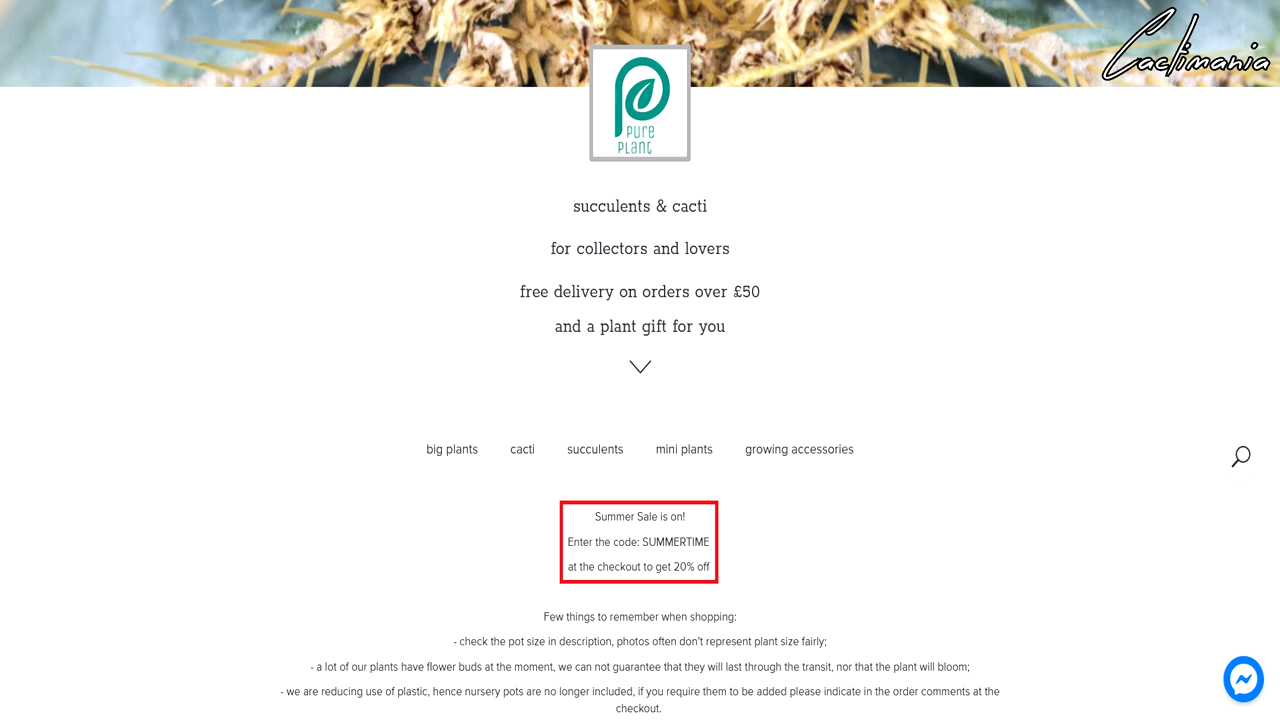 Cactimania
PURE
PLANT
succulents & cacti
for collectors and lovers
free delivery on orders over £50
and a plant gift for you
big plants cacti succulents mini plants growing accessories
Summer Sale is on!
Enter the code: SUMMERTIME
at the checkout to get 20% off
Few things to remember when shopping:
- check the pot size in description, photos often don't represent plant size fairly;
- a lot of our plants have flower buds at the moment, we can not guarantee that they will last through the transit, nor that the plant will bloom;
- we are reducing use of plastic, hence nursery pots are no longer included, if you require them to be added please indicate in the order comments at the
checkout.